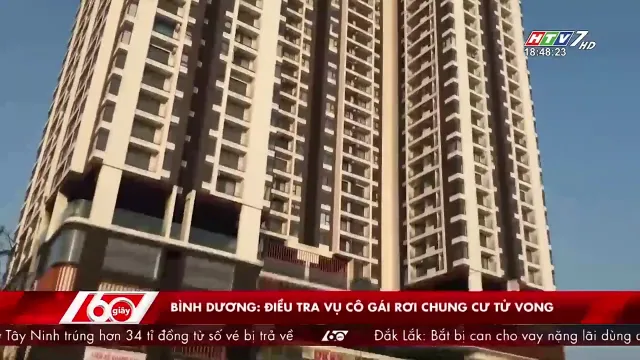 HTV7 HD
18:48:23
60 giây
BÌNH DƯƠNG: ĐIỀU TRA VỤ CÔ GÁI RƠI CHUNG CƯ TỬ VONG
Tây Ninh trúng hơn 34 tỉ đồng từ số vé bị trả về
Đắk Lắk: Bắt bị can cho vay nặng lãi dùng